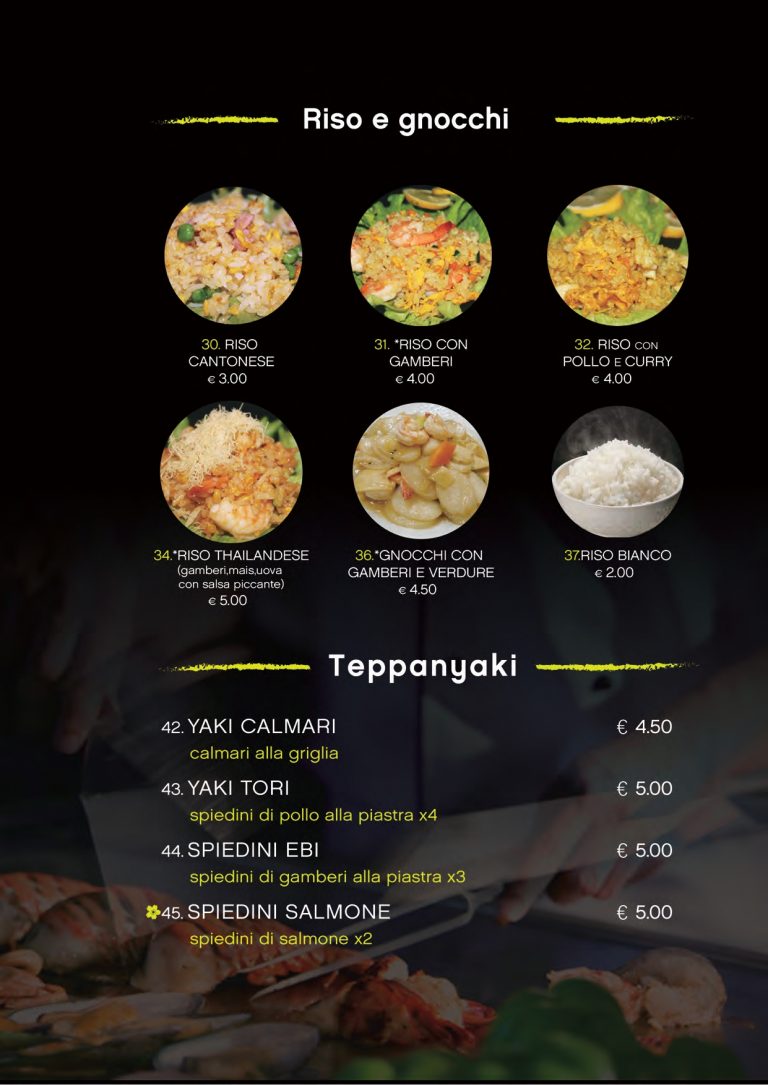 Riso e gnocchi
30. RISO
CANTONESE
€ 3.00
31. *RISO CON
GAMBERI
€ 4.00
32. RISO CON
POLLO E CURRY
€ 4.00
34.*RISO THAILANDESE
(gamberi,mais,uova
con salsa piccante)
€ 5.00
36.*GNOCCHI CON
GAMBERI E VERDURE
€ 4.50
37.RISO BIANCO
€ 2.00
Teppanyaki
42. YAKI CALMARI € 4.50
calmari alla griglia
43. YAKI TORI € 5.00
spiedini di pollo alla piastra x4
44. SPIEDINI EBI € 5.00
spiedini di gamberi alla piastra x3
45. SPIEDINI SALMONE € 5.00
spiedini di salmone x2